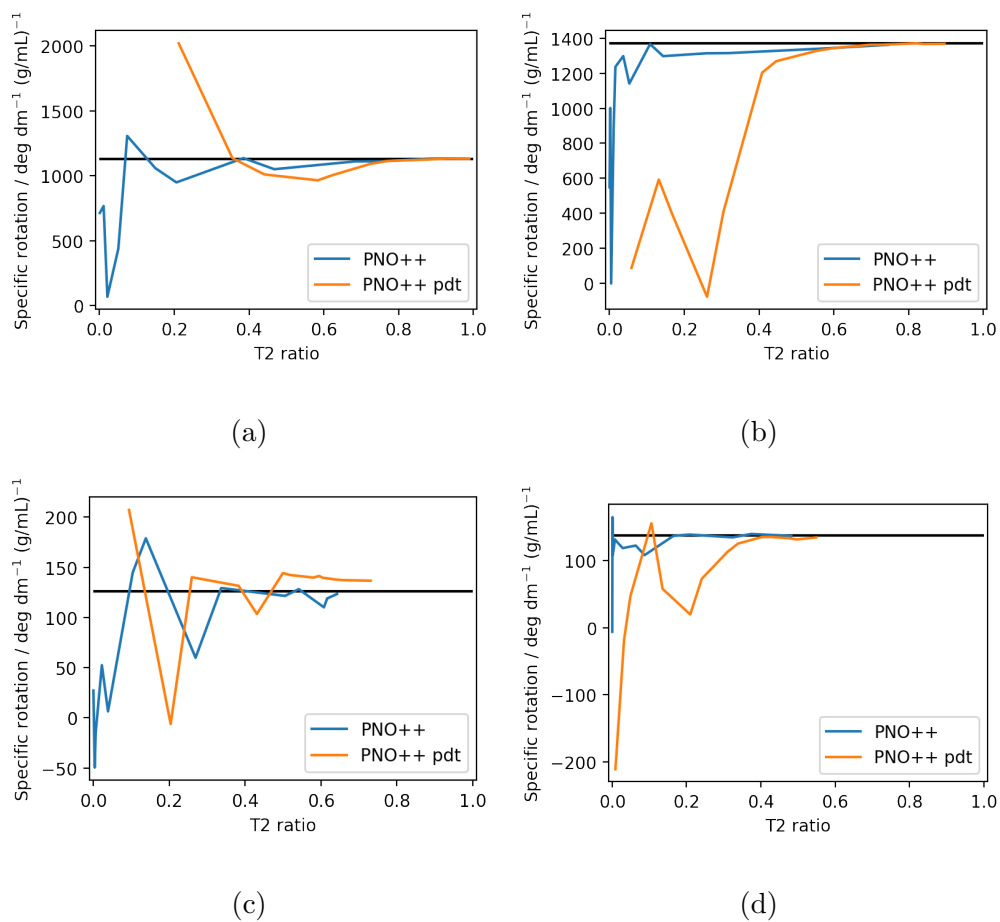 Specific rotation / deg dm⁻¹ (g/mL)⁻¹
2000
1500
1000
500
0
0.0 0.2 0.4 0.6 0.8 1.0
T2 ratio
PNO++
PNO++ pdt
(a)
Specific rotation / deg dm⁻¹ (g/mL)⁻¹
1400
1200
1000
800
600
400
200
0
0.0 0.2 0.4 0.6 0.8 1.0
T2 ratio
PNO++
PNO++ pdt
(b)
Specific rotation / deg dm⁻¹ (g/mL)⁻¹
200
150
100
50
0
−50
0.0 0.2 0.4 0.6 0.8 1.0
T2 ratio
PNO++
PNO++ pdt
(c)
Specific rotation / deg dm⁻¹ (g/mL)⁻¹
100
0
−100
−200
0.0 0.2 0.4 0.6 0.8 1.0
T2 ratio
PNO++
PNO++ pdt
(d)